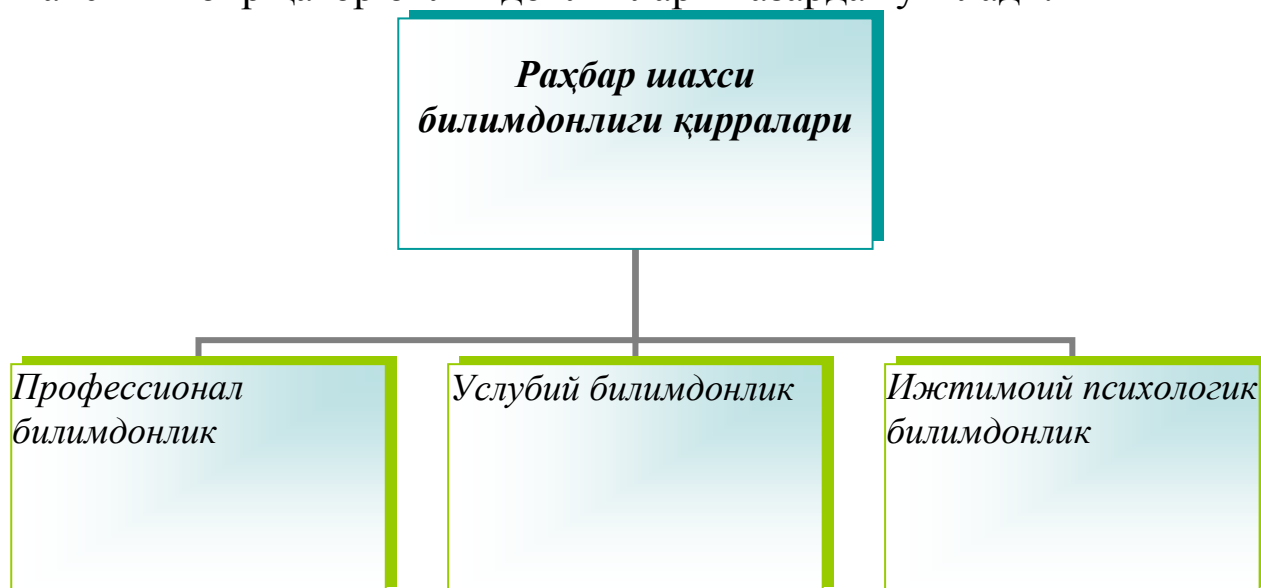 Раҳбар шахси
билимдонлиги қирралари
Профессионал
билимдонлик
Услубий билимдонлик
Ижтимоий психологик
билимдонлик